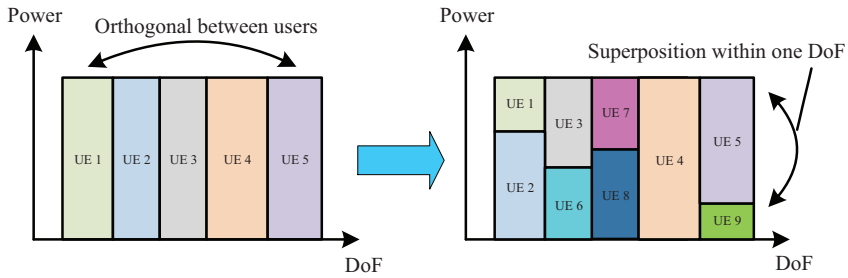 Power
Orthogonal between users
UE 1
UE 2
UE 3
UE 4
UE 5
DoF
Power
Superposition within one DoF
UE 1
UE 2
UE 3
UE 6
UE 7
UE 8
UE 4
UE 5
UE 9
DoF